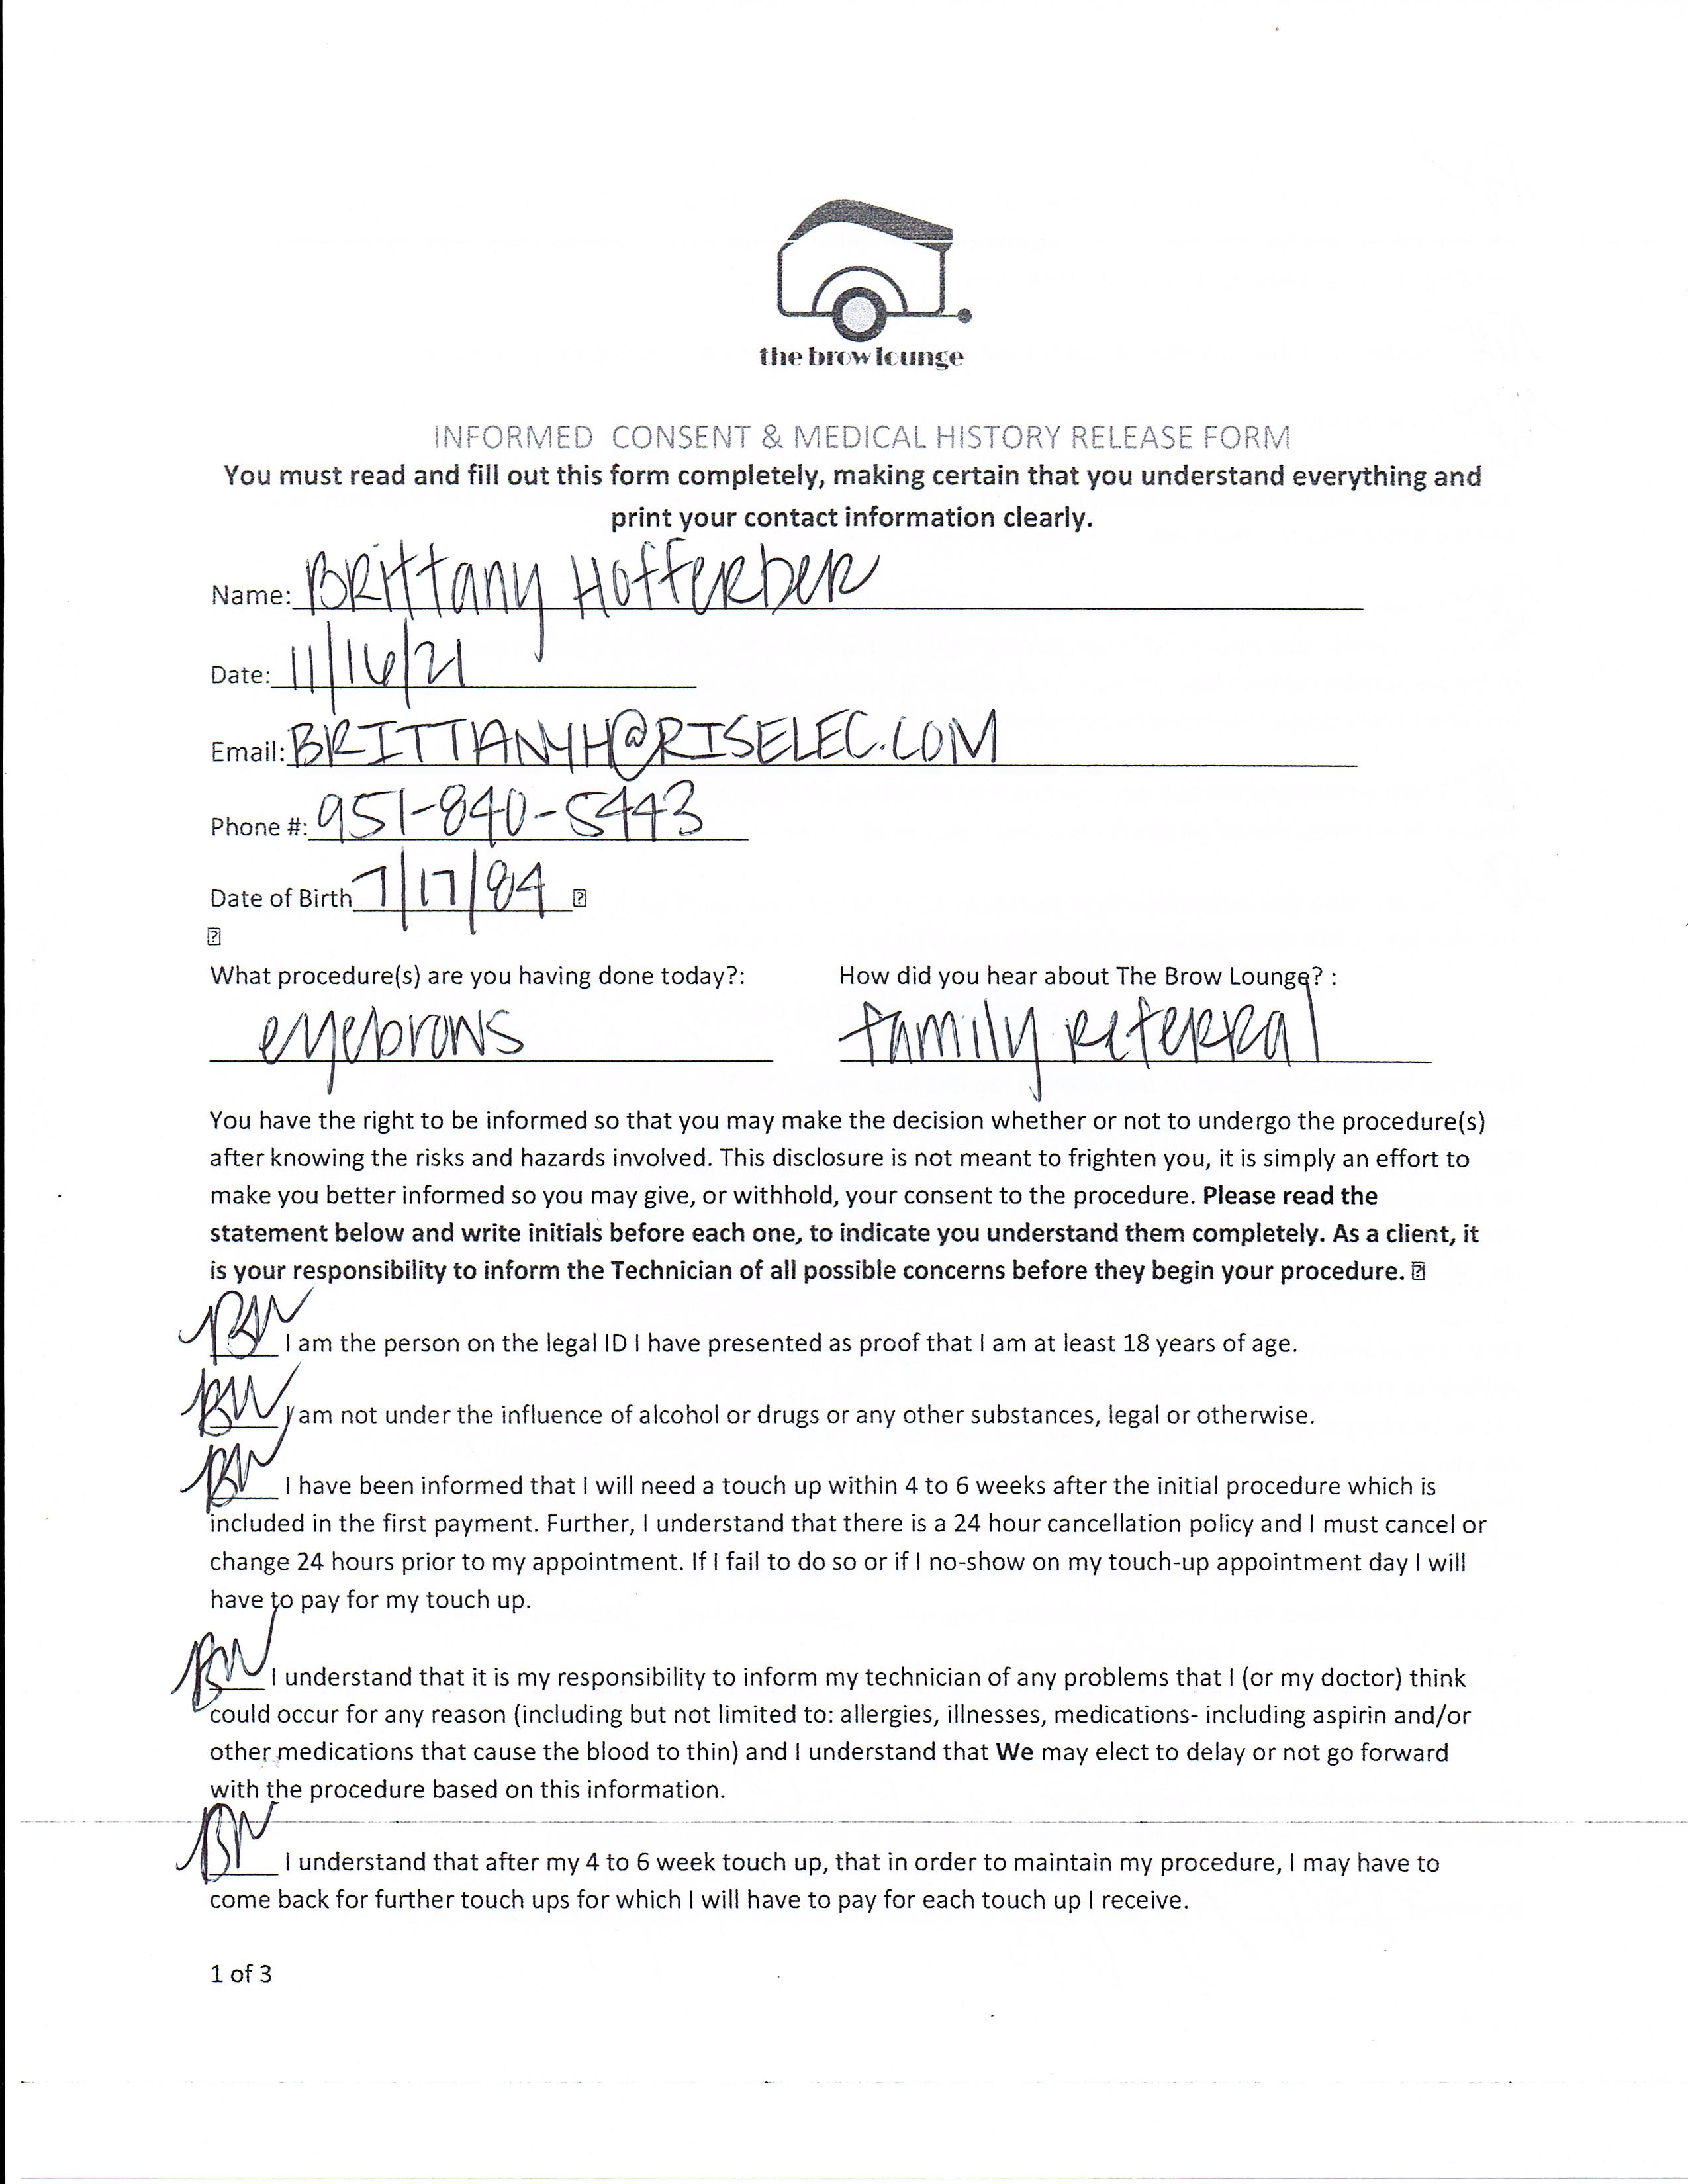 the brow lounge
INFORMED CONSENT & MEDICAL HISTORY RELEASE FORM
You must read and fill out this form completely, making certain that you understand everything and
print your contact information clearly.
Name: Brittany Hofferber
Date: 11/16/21
Email: BRITTANYH@RISELEC.COM
Phone #: 951-840-5443
Date of Birth 7/17/84
What procedure(s) are you having done today?: How did you hear about The Brow Lounge? :
eyebrows family referral
You have the right to be informed so that you may make the decision whether or not to undergo the procedure(s)
after knowing the risks and hazards involved. This disclosure is not meant to frighten you, it is simply an effort to
make you better informed so you may give, or withhold, your consent to the procedure. Please read the
statement below and write initials before each one, to indicate you understand them completely. As a client, it
is your responsibility to inform the Technician of all possible concerns before they begin your procedure.
I am the person on the legal ID I have presented as proof that I am at least 18 years of age.
I am not under the influence of alcohol or drugs or any other substances, legal or otherwise.
I have been informed that I will need a touch up within 4 to 6 weeks after the initial procedure which is
included in the first payment. Further, I understand that there is a 24 hour cancellation policy and I must cancel or
change 24 hours prior to my appointment. If I fail to do so or if I no-show on my touch-up appointment day I will
have to pay for my touch up.
I understand that it is my responsibility to inform my technician of any problems that I (or my doctor) think
could occur for any reason (including but not limited to: allergies, illnesses, medications- including aspirin and/or
other medications that cause the blood to thin) and I understand that We may elect to delay or not go forward
with the procedure based on this information.
I understand that after my 4 to 6 week touch up, that in order to maintain my procedure, I may have to
come back for further touch ups for which I will have to pay for each touch up I receive.
1 of 3